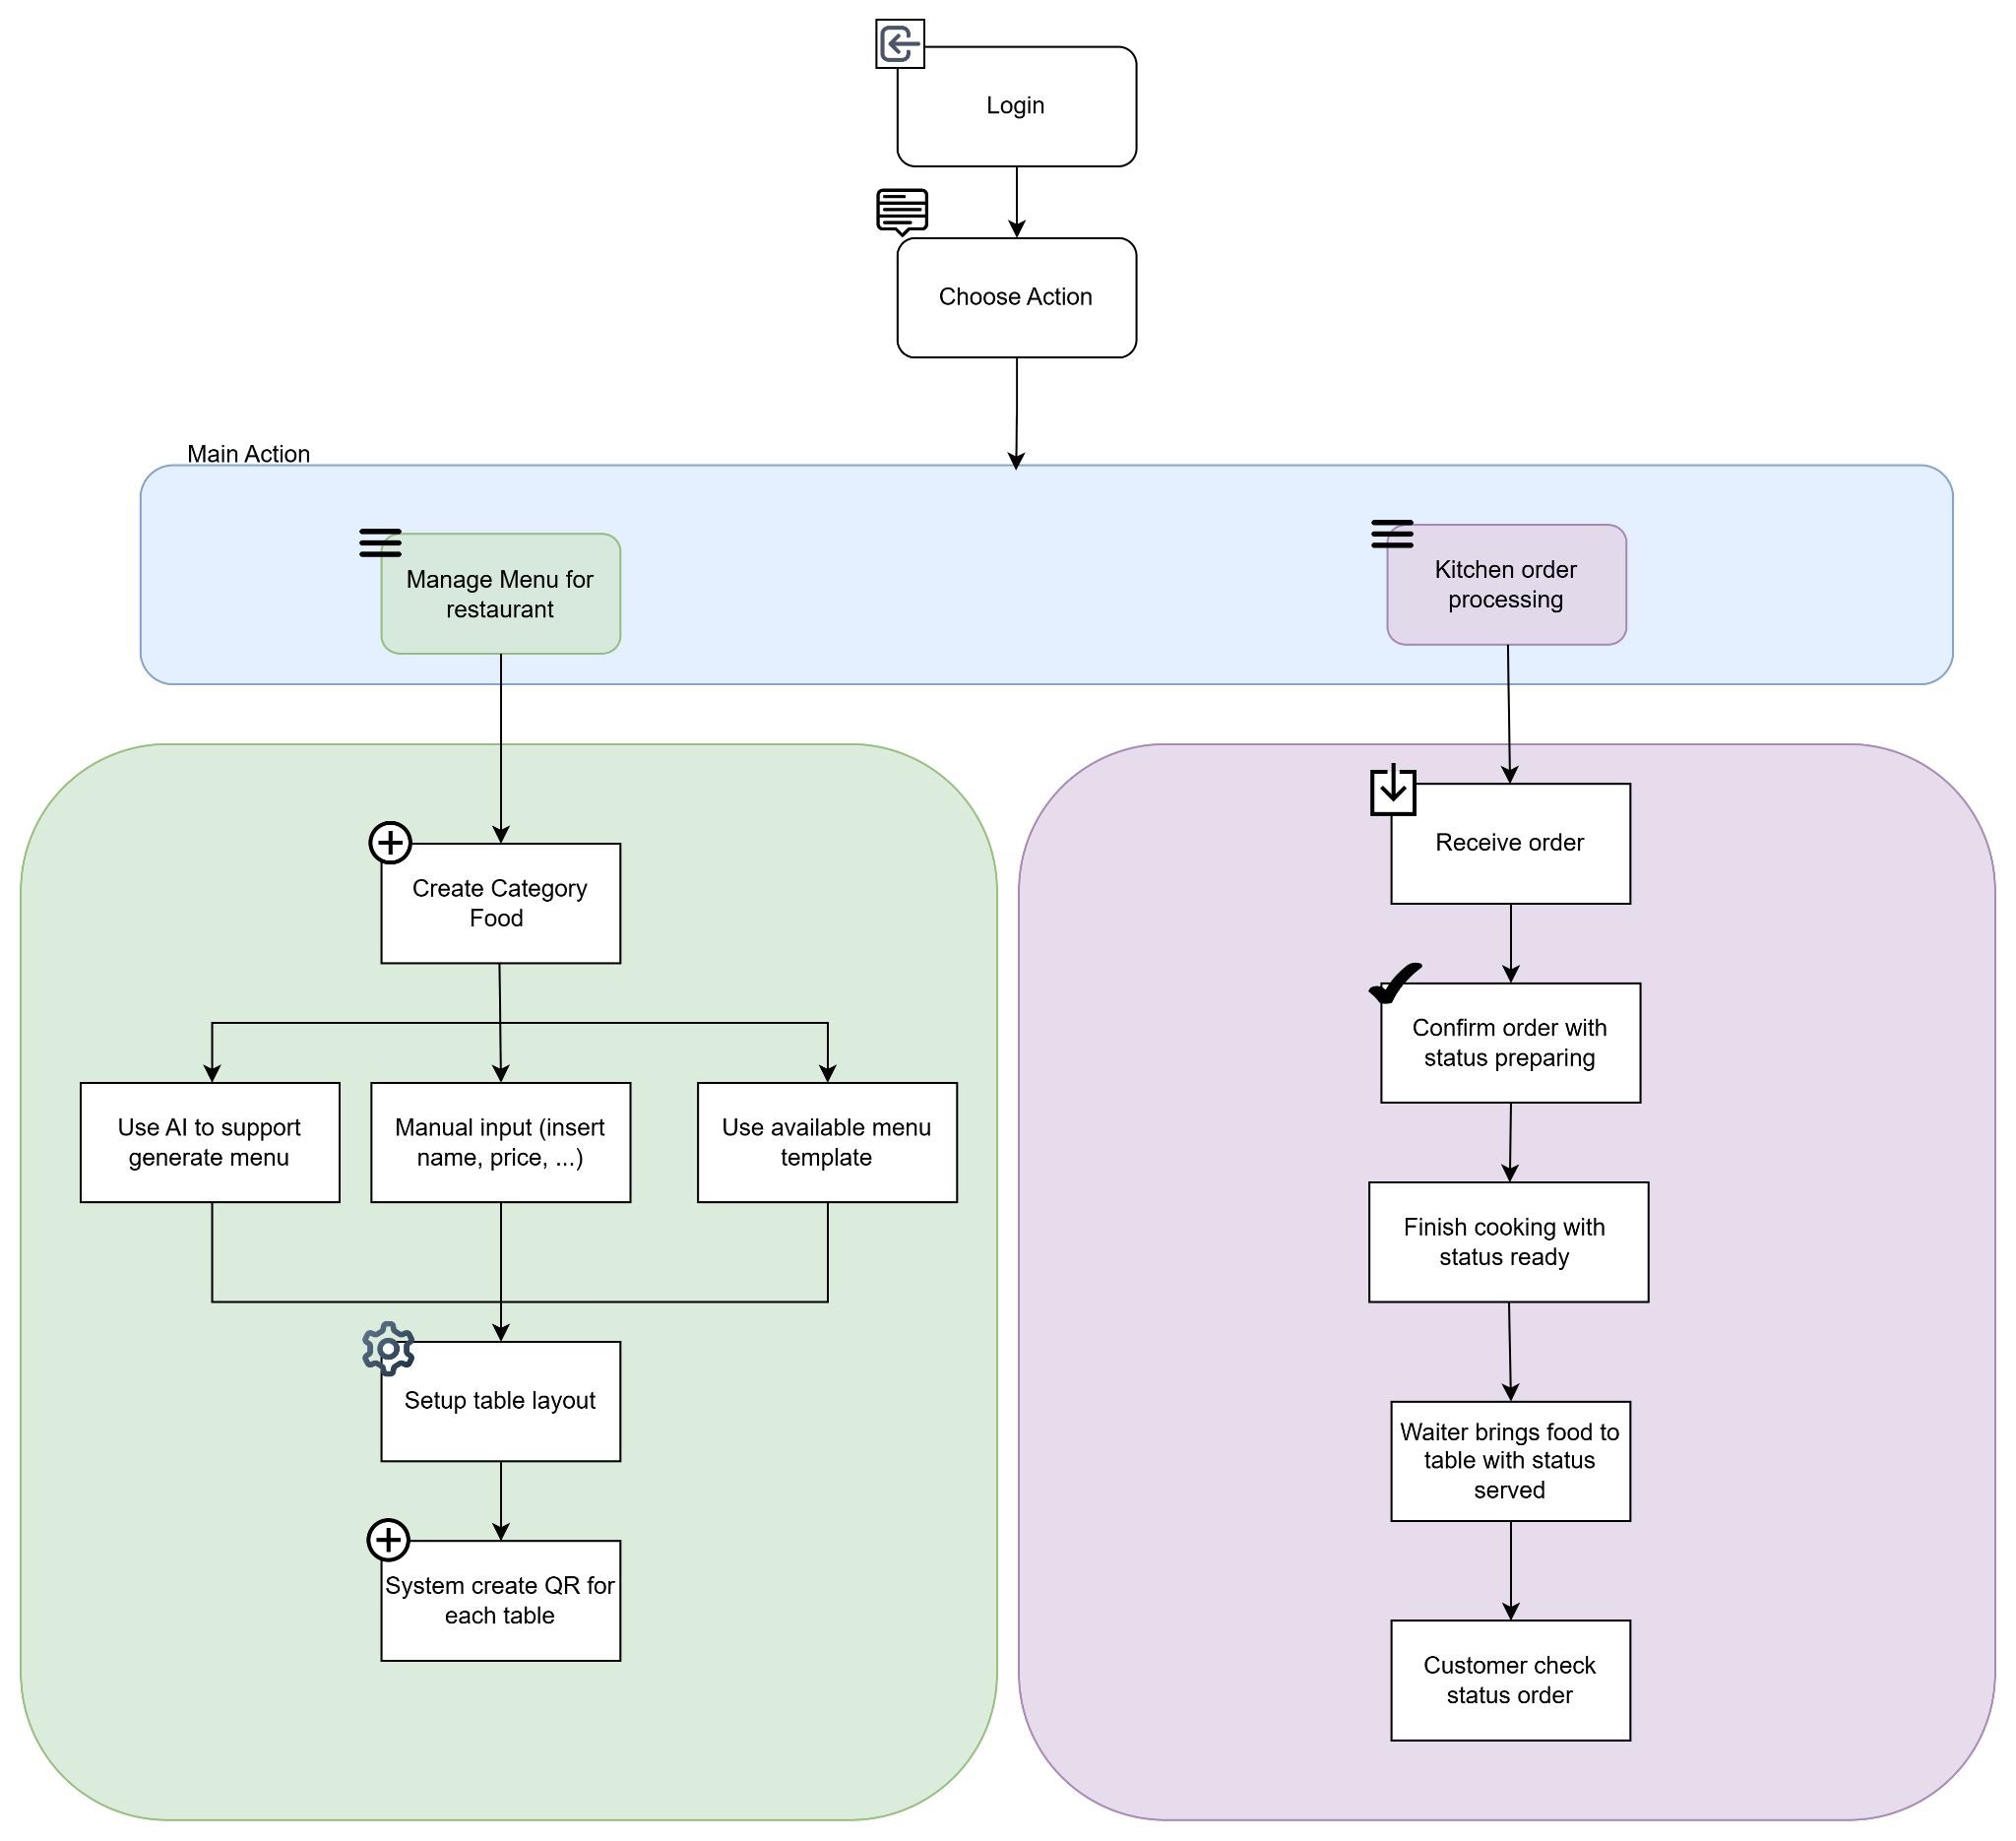 Login
Choose Action
Main Action
Manage Menu for
restaurant
Kitchen order
processing
Create Category
Food
Use AI to support
generate menu
Manual input (insert
name, price, ...)
Use available menu
template
Setup table layout
System create QR for
each table
Receive order
Confirm order with
status preparing
Finish cooking with
status ready
Waiter brings food to
table with status
served
Customer check
status order